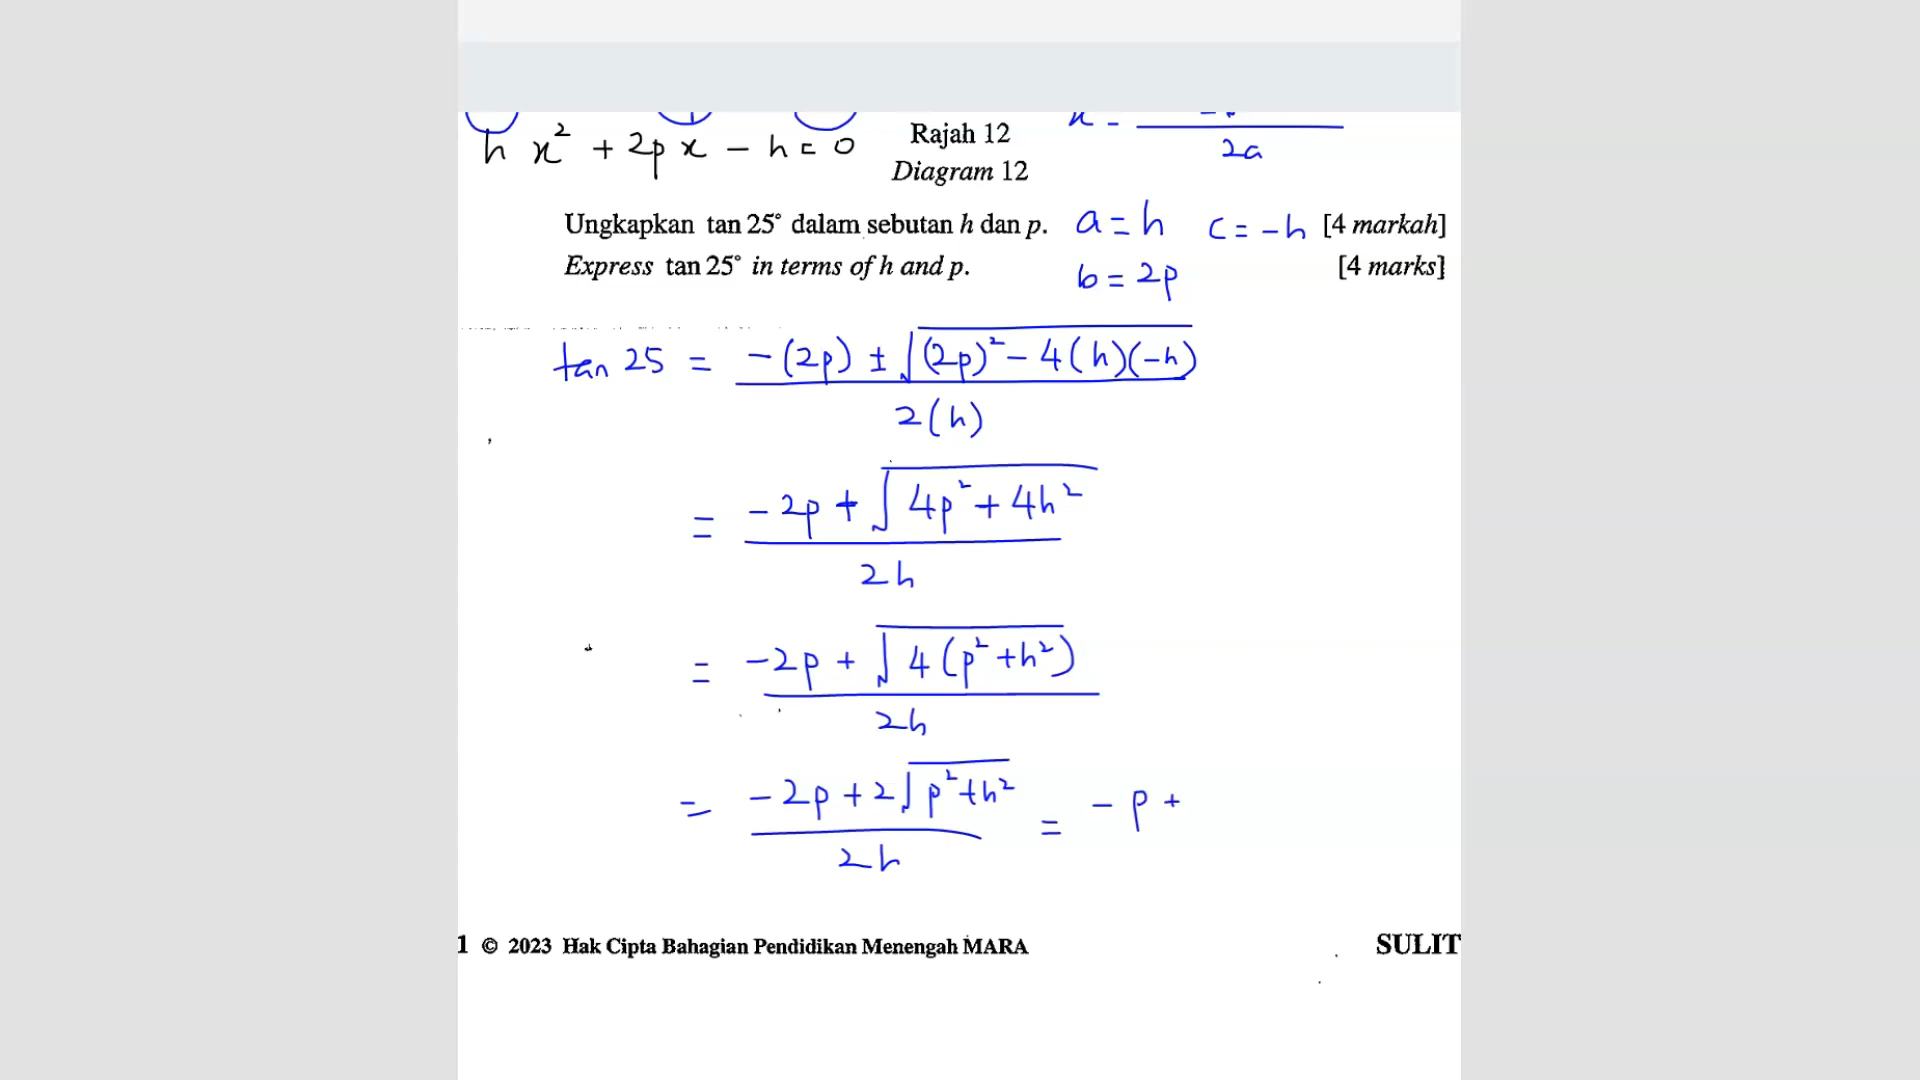 h x² + 2p x - h = 0
Rajah 12
Diagram 12
2a
Ungkapkan tan 25° dalam sebutan h dan p.
a = h c = -h
[4 markah]
Express tan 25° in terms of h and p.
b = 2p
[4 marks]
tan 25 = -(2p) ± √(2p)² - 4(h)(-h)
2(h)
= -2p + √4p² + 4h²
2h
= -2p + √4(p² + h²)
2h
= -2p + 2√p² + h² = -p +
2h
1 © 2023 Hak Cipta Bahagian Pendidikan Menengah MARA
SULIT